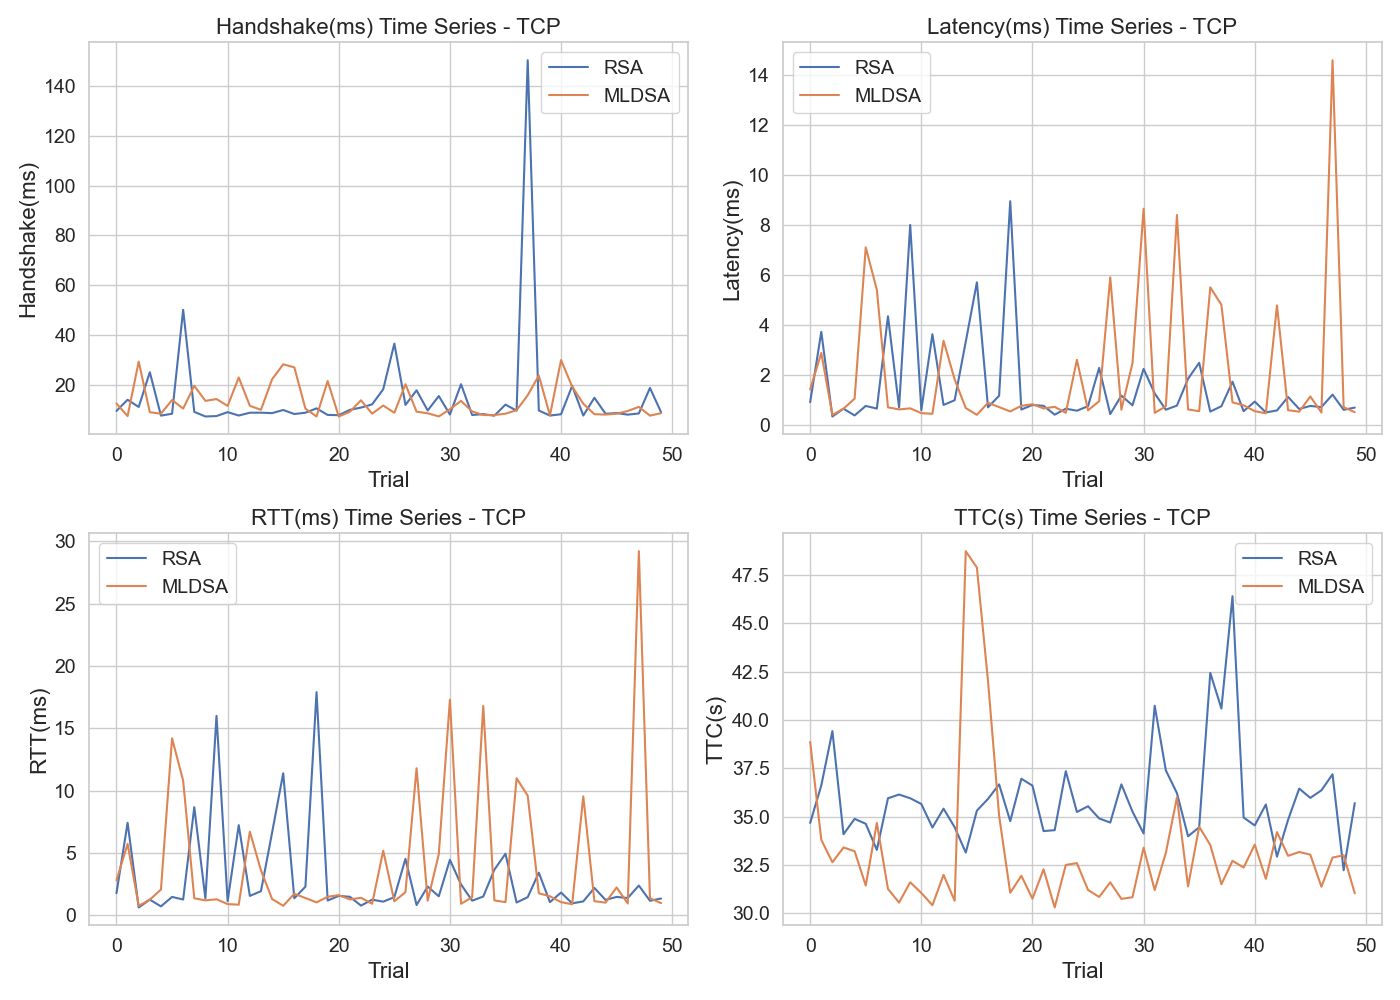 Handshake(ms) Time Series - TCP
Handshake(ms)
140
120
100
80
60
40
20
0 10 20 30 40 50
Trial
RSA
MLDSA
Latency(ms) Time Series - TCP
Latency(ms)
14
12
10
8
6
4
2
0
0 10 20 30 40 50
Trial
RSA
MLDSA
RTT(ms) Time Series - TCP
RTT(ms)
30
25
20
15
10
5
0
0 10 20 30 40 50
Trial
RSA
MLDSA
TTC(s) Time Series - TCP
TTC(s)
47.5
45.0
42.5
40.0
37.5
35.0
32.5
30.0
0 10 20 30 40 50
Trial
RSA
MLDSA